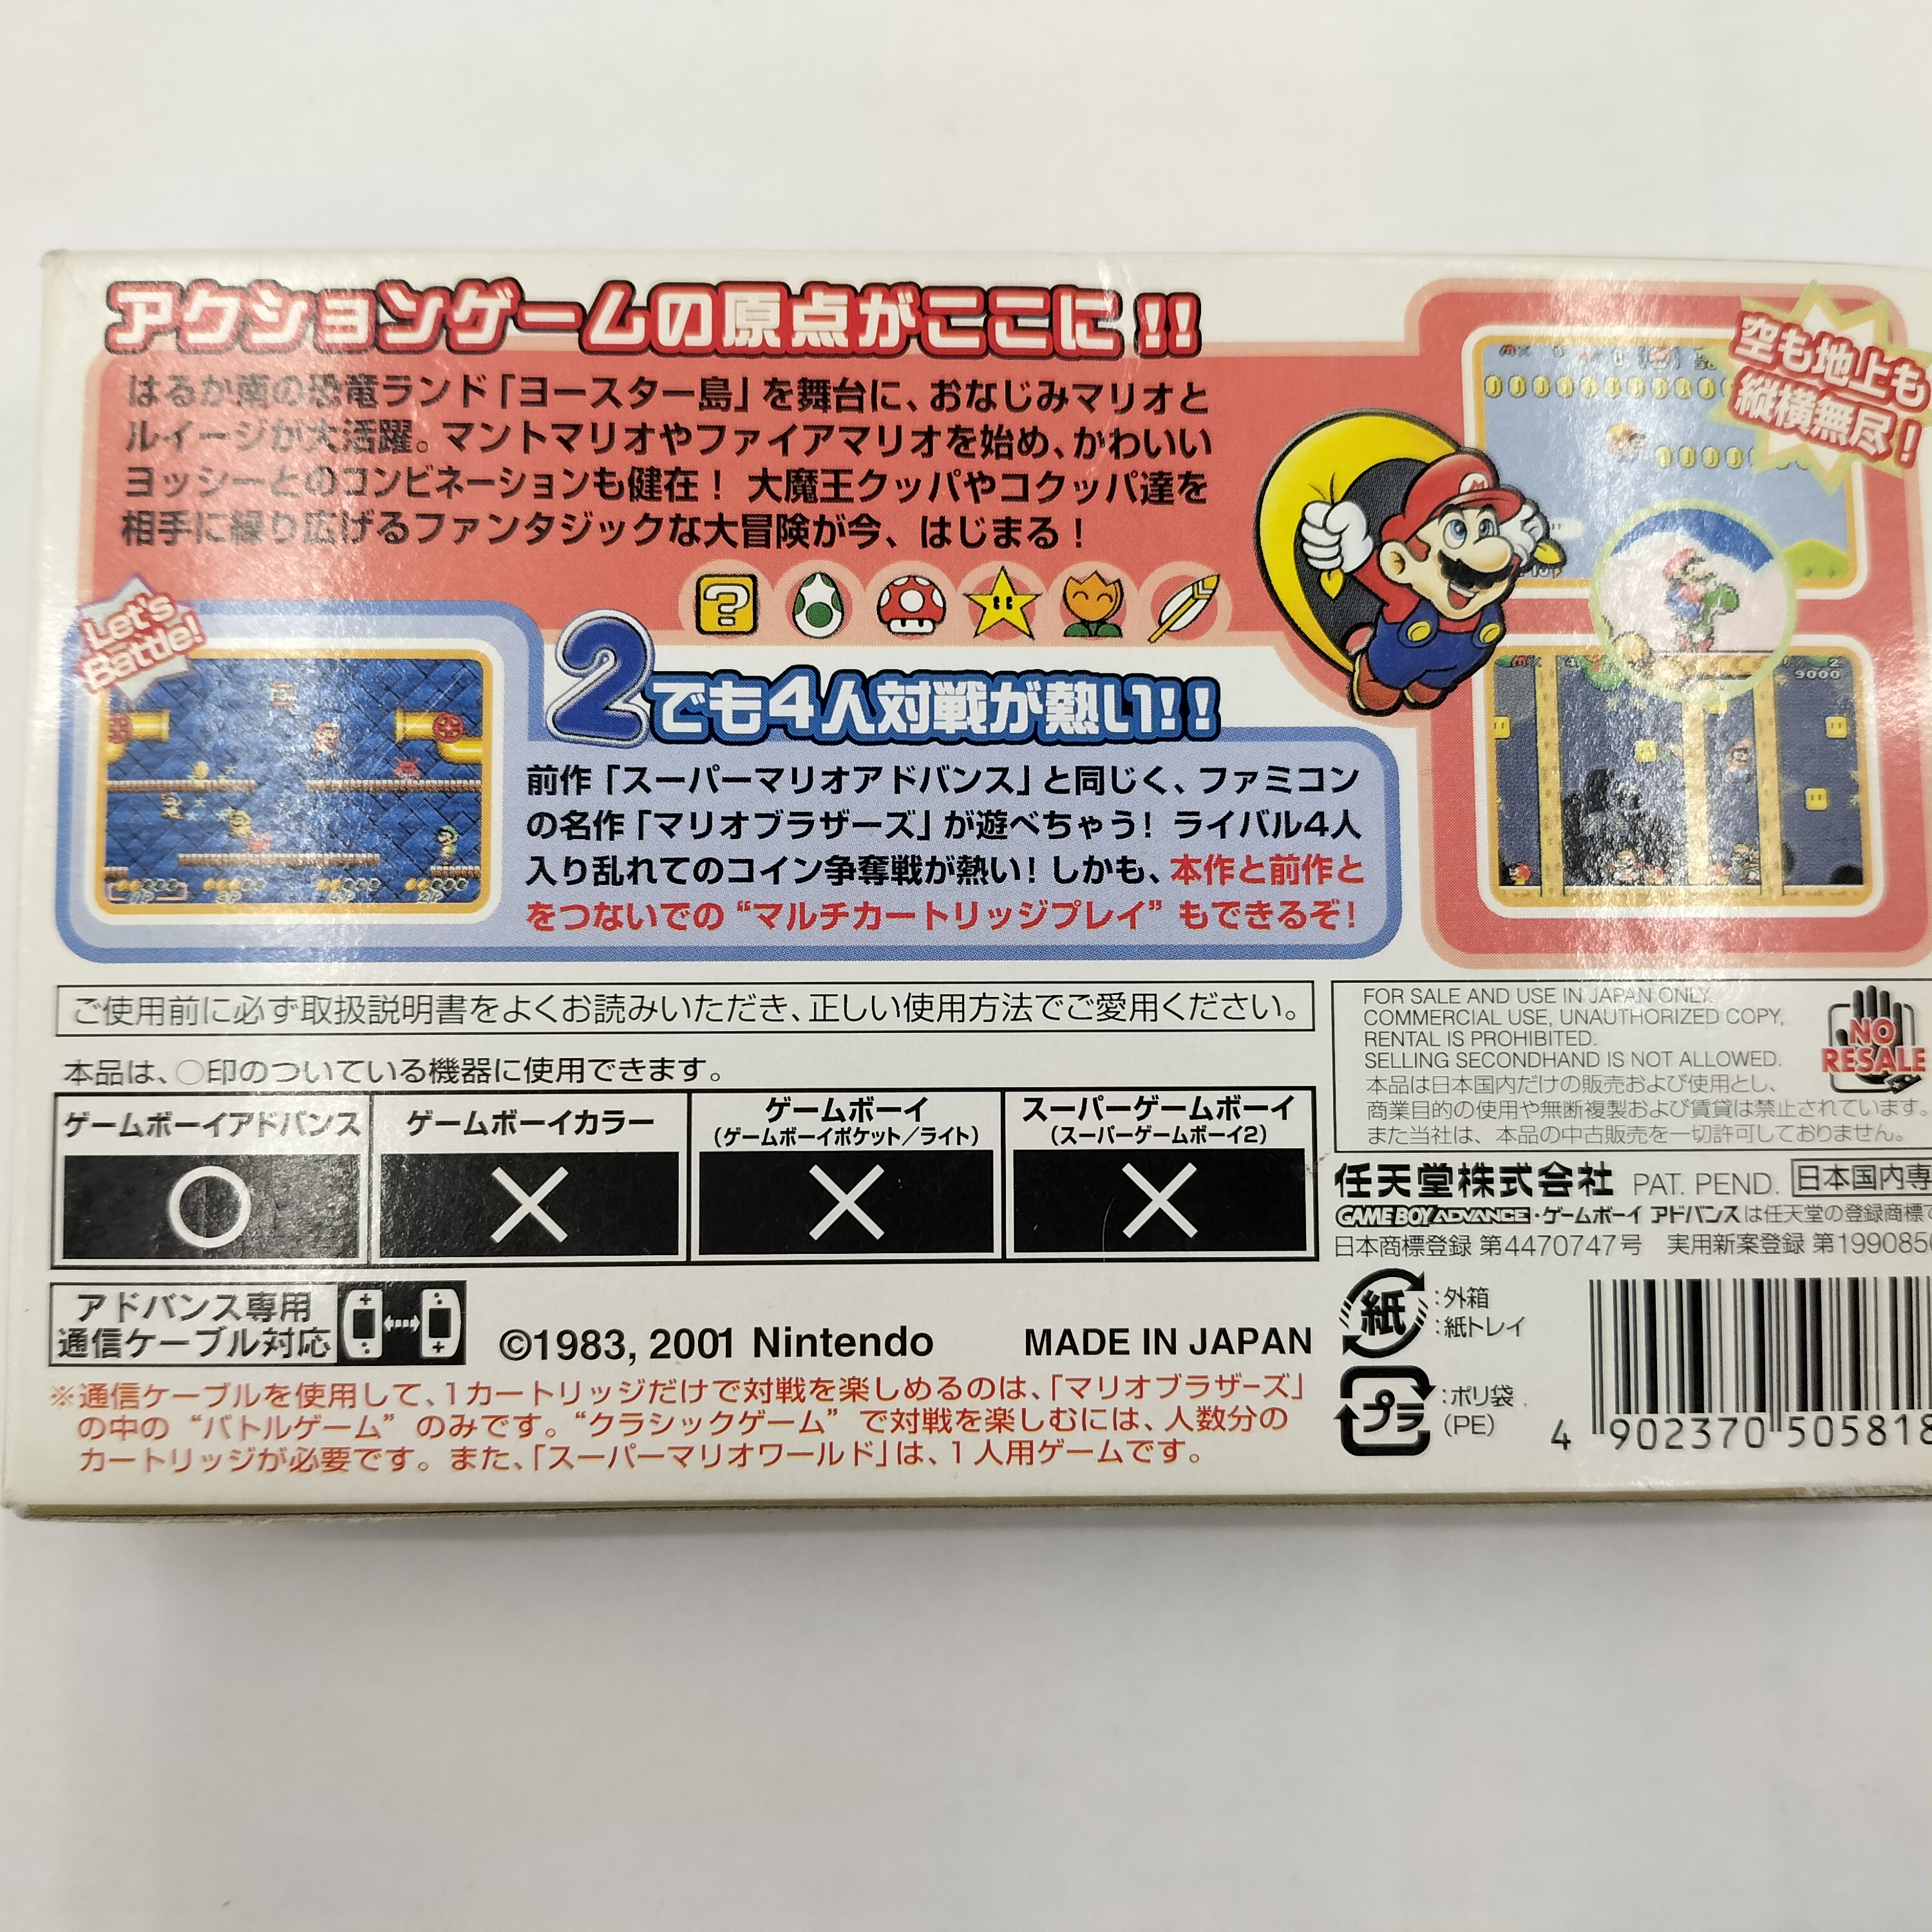 アクションゲームの原点がここに!!
はるか南の恐竜ランド「ヨースター島」を舞台に、おなじみマリオと
ルイージが大活躍。マントマリオやファイアマリオを始め、かわいい
ヨッシーとのコンビネーションも健在！ 大魔王クッパやコクッパ達を
相手に繰り広げるファンタジックな大冒険が今、はじまる！
空も地上も
縦横無尽！
Let's
Battle!
2でも4人対戦が熱い!!
前作「スーパーマリオアドバンス」と同じく、ファミコン
の名作「マリオブラザーズ」が遊べちゃう！ ライバル4人
入り乱れてのコイン争奪戦が熱い！しかも、本作と前作と
をつないでの“マルチカートリッジプレイ”もできるぞ！
9000
ご使用前に必ず取扱説明書をよくお読みいただき、正しい使用方法でご愛用ください。
本品は、○印のついている機器に使用できます。
ゲームボーイアドバンス
○
ゲームボーイカラー
×
ゲームボーイ
(ゲームボーイポケット／ライト)
×
スーパーゲームボーイ
(スーパーゲームボーイ2)
×
アドバンス専用
通信ケーブル対応
©1983, 2001 Nintendo
MADE IN JAPAN
※通信ケーブルを使用して、1カートリッジだけで対戦を楽しめるのは、「マリオブラザーズ」
の中の“バトルゲーム”のみです。“クラシックゲーム”で対戦を楽しむには、人数分の
カートリッジが必要です。また、「スーパーマリオワールド」は、1人用ゲームです。
FOR SALE AND USE IN JAPAN ONLY.
COMMERCIAL USE, UNAUTHORIZED COPY,
RENTAL IS PROHIBITED.
SELLING SECONDHAND IS NOT ALLOWED.
本品は日本国内だけの販売および使用とし、
商業目的の使用や無断複製および賃貸は禁止されています。
また当社は、本品の中古販売を一切許可しておりません。
NO
RESALE
任天堂株式会社 PAT. PEND. 日本国内専
GAME BOY ADVANCE・ゲームボーイ アドバンスは任天堂の登録商標で
日本商標登録 第4470747号 実用新案登録 第1990850
紙 :外箱
:紙トレイ
プラ :ポリ袋
(PE)
4 902370 505818